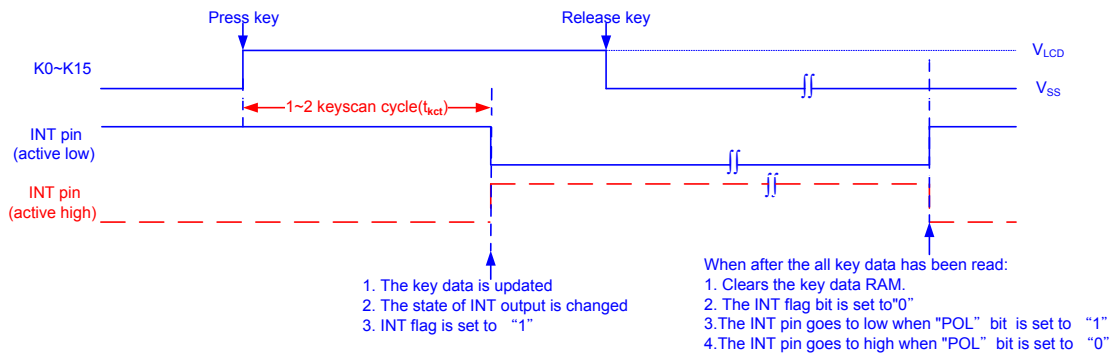 Press key
Release key
K0~K15
V_LCD
V_SS
1~2 keyscan cycle(t_kct)
INT pin
(active low)
INT pin
(active high)
1. The key data is updated
2. The state of INT output is changed
3. INT flag is set to “1”
When after the all key data has been read:
1. Clears the key data RAM.
2. The INT flag bit is set to"0”
3.The INT pin goes to low when "POL” bit is set to “1”
4.The INT pin goes to high when "POL” bit is set to “0”